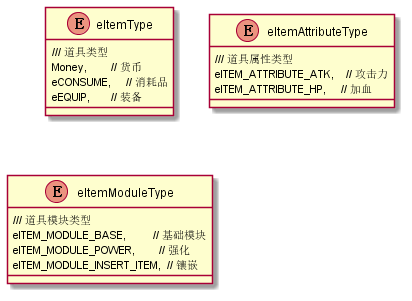 E eItemType
/// 道具类型
Money, // 货币
eCONSUME, // 消耗品
eEQUIP, // 装备
E eItemAttributeType
/// 道具属性类型
eITEM_ATTRIBUTE_ATK, // 攻击力
eITEM_ATTRIBUTE_HP, // 加血
E eItemModuleType
/// 道具模块类型
eITEM_MODULE_BASE, // 基础模块
eITEM_MODULE_POWER, // 强化
eITEM_MODULE_INSERT_ITEM, // 镶嵌